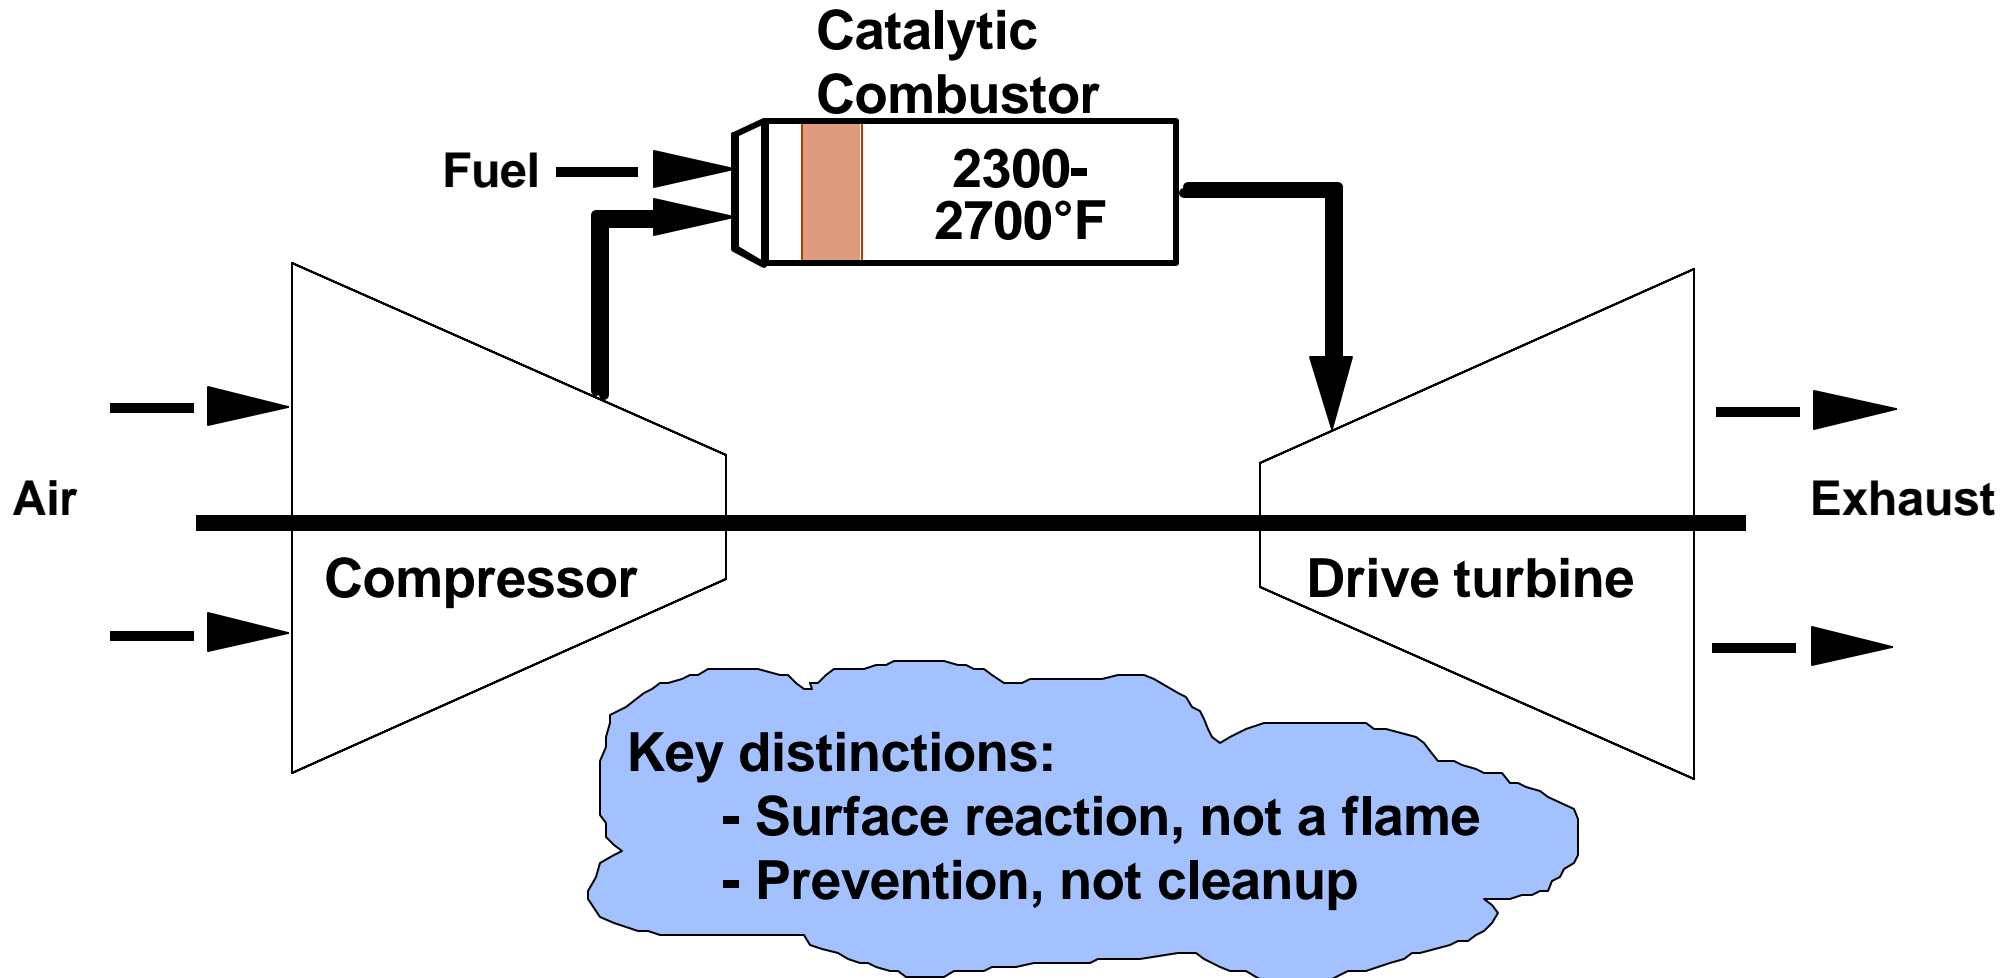 Catalytic
Combustor
Fuel
2300-
2700°F
Air
Exhaust
Compressor
Drive turbine
Key distinctions:
- Surface reaction, not a flame
- Prevention, not cleanup